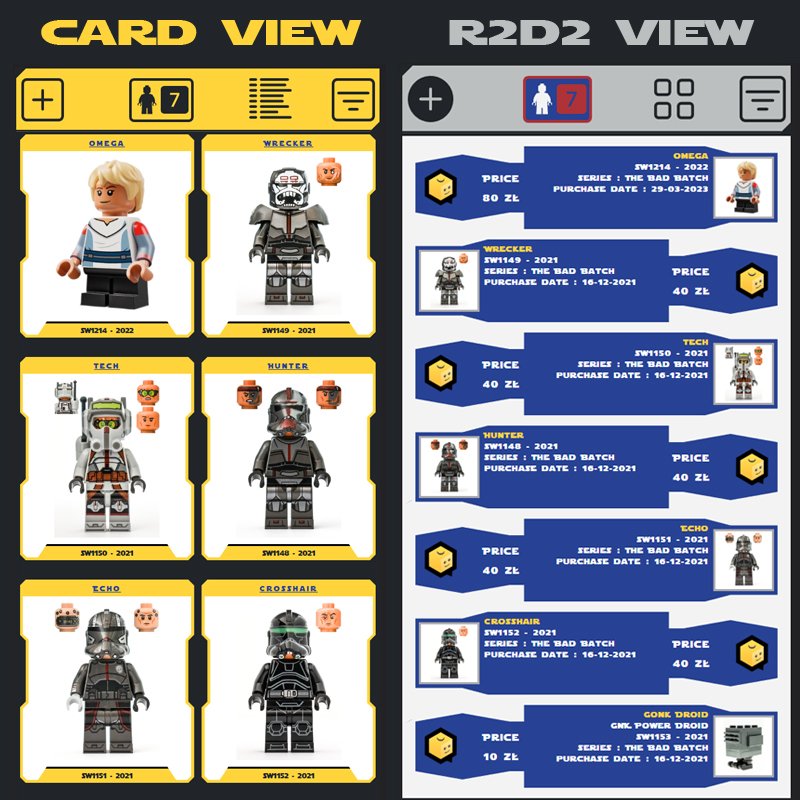 CARD VIEW
7
OMEGA
SW1214 - 2022
WRECKER
SW1149 - 2021
TECH
SW1150 - 2021
HUNTER
SW1148 - 2021
ECHO
SW1151 - 2021
CROSSHAIR
SW1152 - 2021
R2D2 VIEW
7
OMEGA
SW1214 - 2022
SERIES : THE BAD BATCH
PURCHASE DATE : 29-03-2023
PRICE
80 ZŁ
WRECKER
SW1149 - 2021
SERIES : THE BAD BATCH
PURCHASE DATE : 16-12-2021
PRICE
40 ZŁ
TECH
SW1150 - 2021
SERIES : THE BAD BATCH
PURCHASE DATE : 16-12-2021
PRICE
40 ZŁ
HUNTER
SW1148 - 2021
SERIES : THE BAD BATCH
PURCHASE DATE : 16-12-2021
PRICE
40 ZŁ
ECHO
SW1151 - 2021
SERIES : THE BAD BATCH
PURCHASE DATE : 16-12-2021
PRICE
40 ZŁ
CROSSHAIR
SW1152 - 2021
SERIES : THE BAD BATCH
PURCHASE DATE : 16-12-2021
PRICE
40 ZŁ
GONK DROID
GNK POWER DROID
SW1153 - 2021
SERIES : THE BAD BATCH
PURCHASE DATE : 16-12-2021
PRICE
10 ZŁ